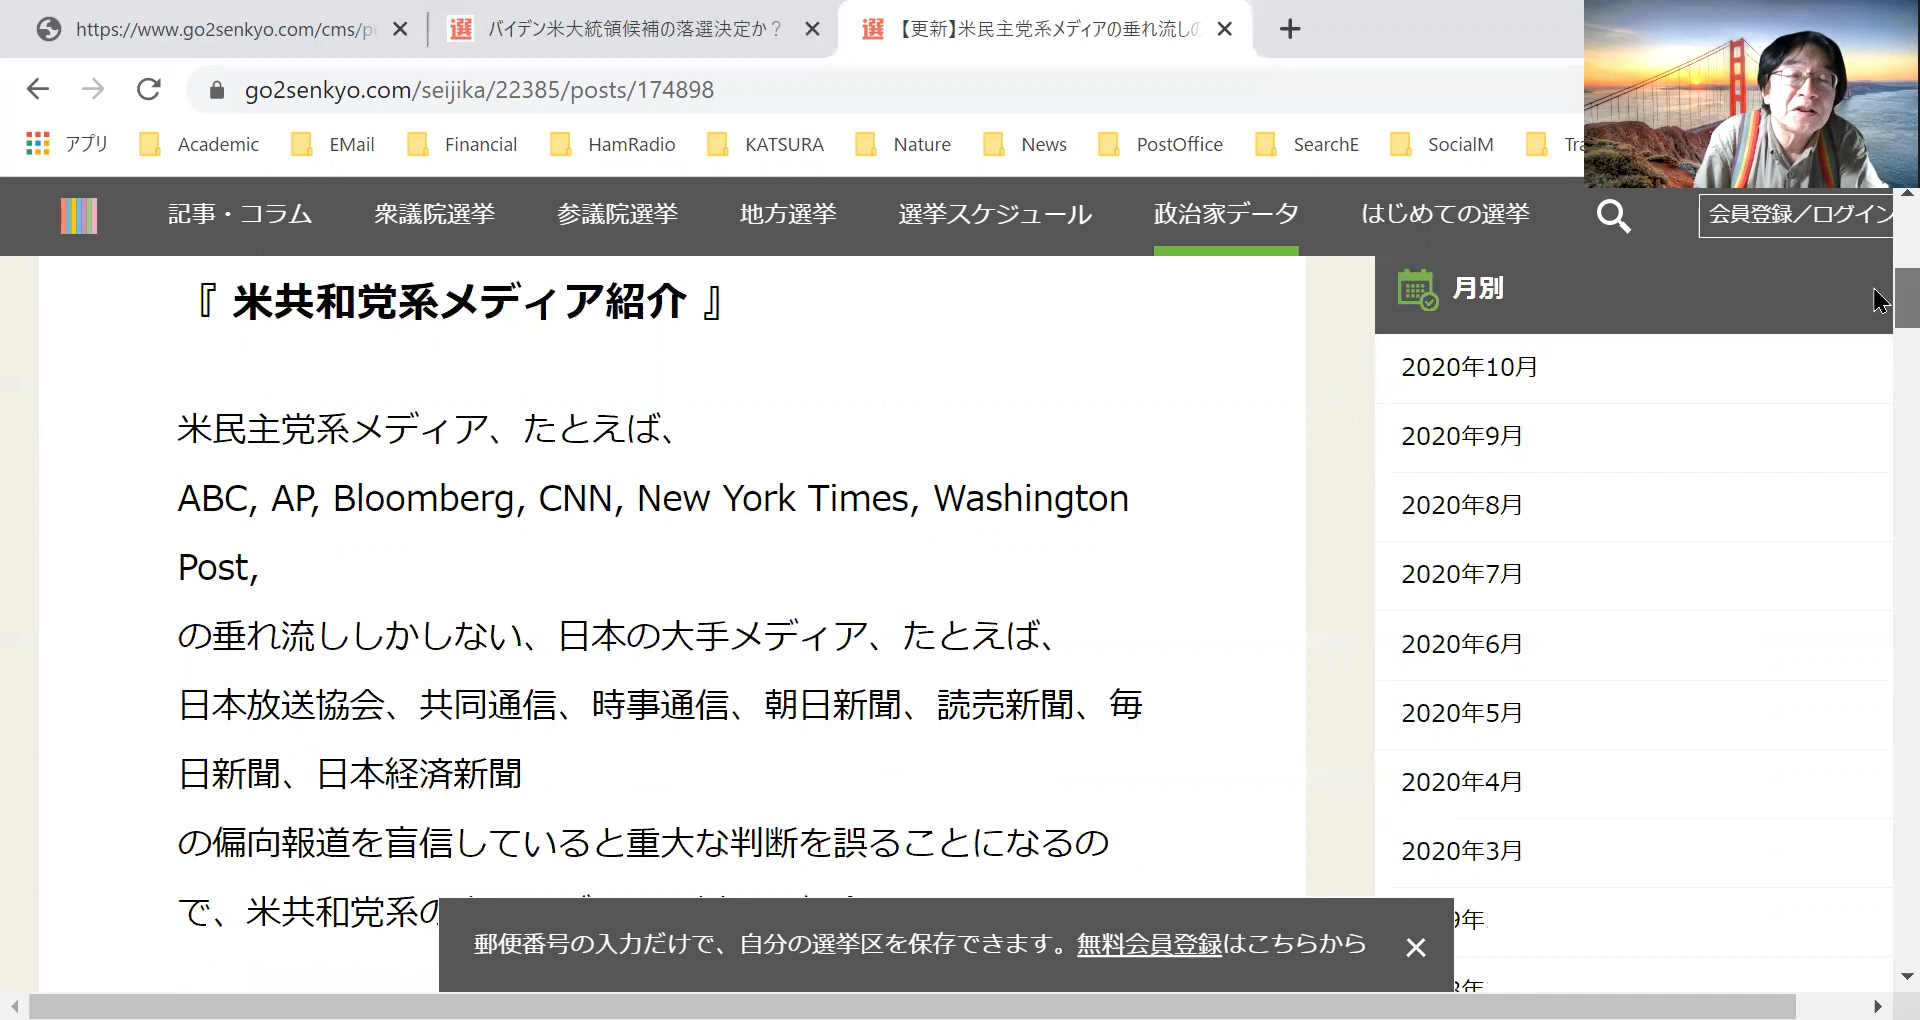 https://www.go2senkyo.com/cms/p
バイデン米大統領候補の落選決定か？
【更新】米民主党系メディアの垂れ流しの
go2senkyo.com/seijika/22385/posts/174898
アプリ Academic EMail Financial HamRadio KATSURA Nature News PostOffice SearchE SocialM Tra
記事・コラム 衆議院選挙 参議院選挙 地方選挙 選挙スケジュール 政治家データ はじめての選挙 会員登録／ログイン
『 米共和党系メディア紹介 』
米民主党系メディア、たとえば、
ABC, AP, Bloomberg, CNN, New York Times, Washington
Post,
の垂れ流ししかしない、日本の大手メディア、たとえば、
日本放送協会、共同通信、時事通信、朝日新聞、読売新聞、毎
日新聞、日本経済新聞
の偏向報道を盲信していると重大な判断を誤ることになるの
で、米共和党系の
月別
2020年10月
2020年9月
2020年8月
2020年7月
2020年6月
2020年5月
2020年4月
2020年3月
9年
郵便番号の入力だけで、自分の選挙区を保存できます。無料会員登録はこちらから